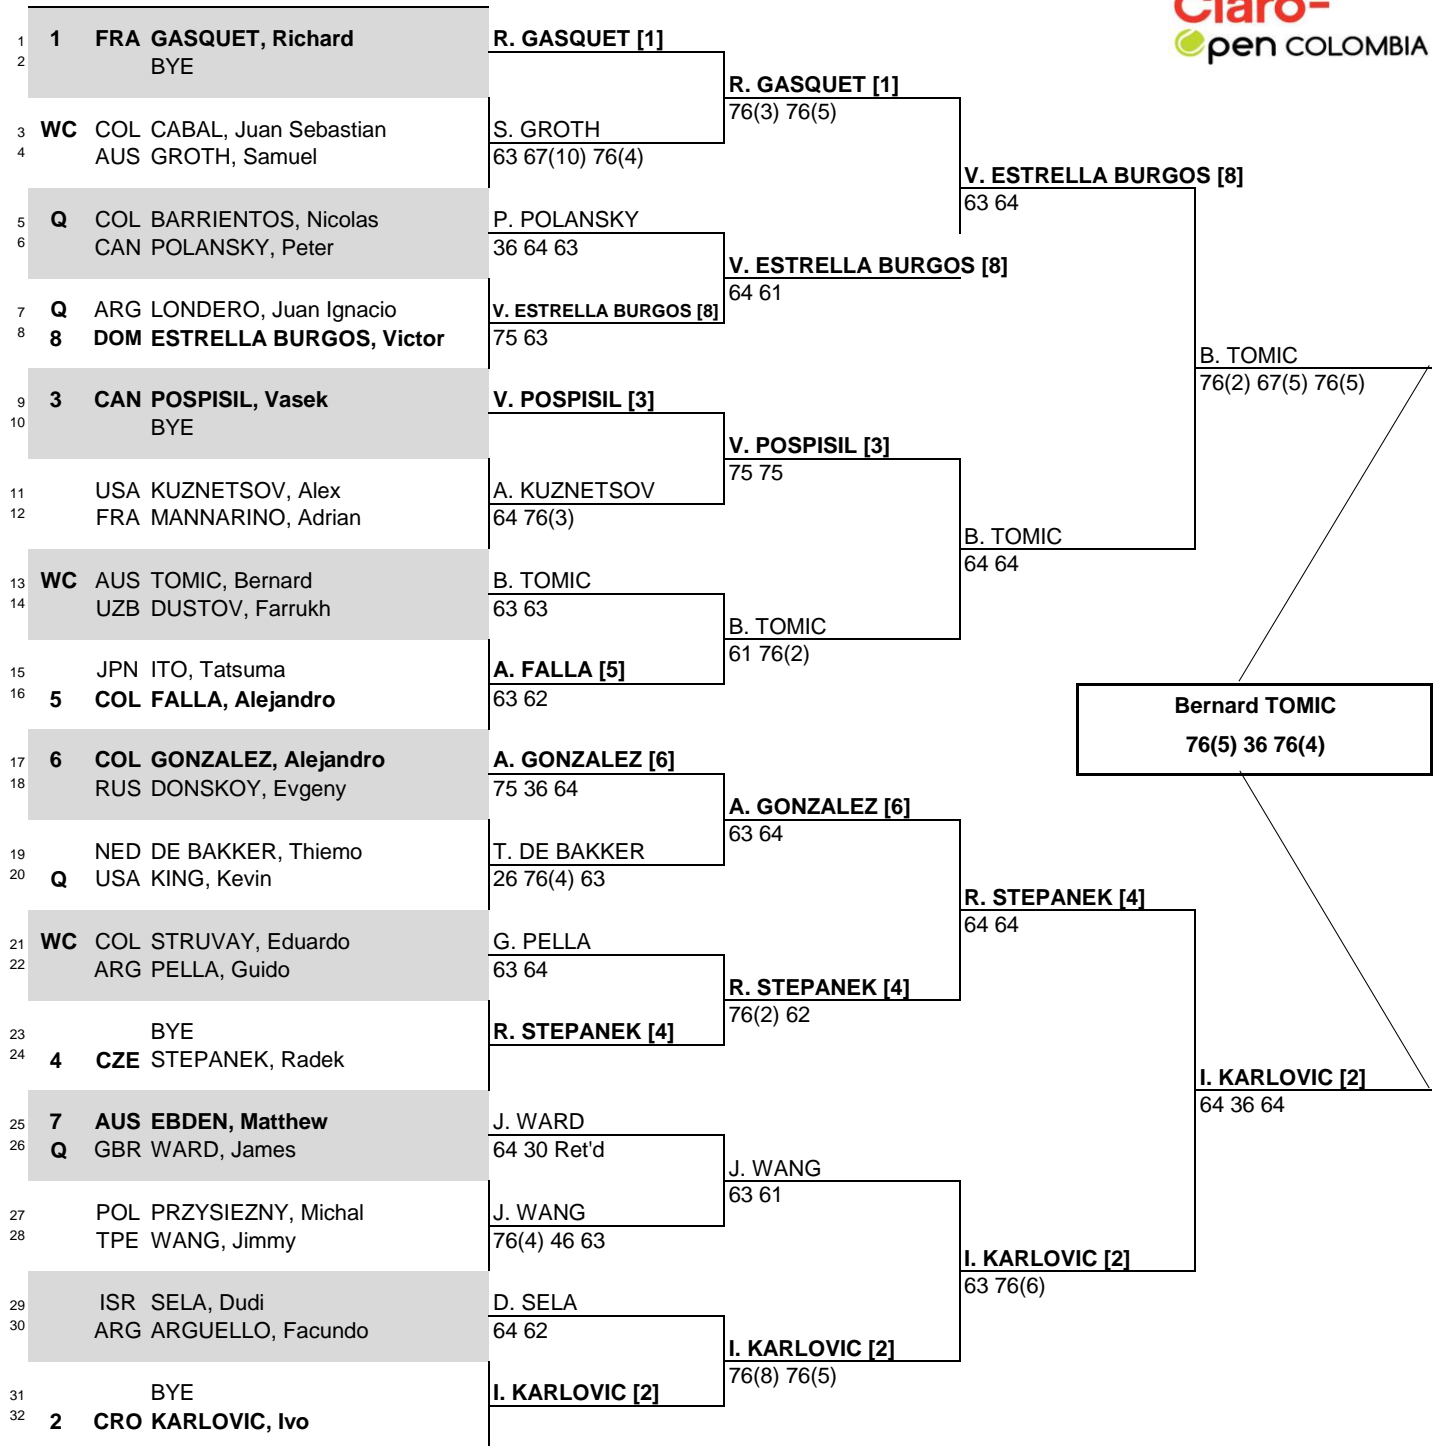 Claro-
Open COLOMBIA
1 1 FRA GASQUET, Richard
2 BYE
3 WC COL CABAL, Juan Sebastian
4 AUS GROTH, Samuel
5 Q COL BARRIENTOS, Nicolas
6 CAN POLANSKY, Peter
7 Q ARG LONDERO, Juan Ignacio
8 8 DOM ESTRELLA BURGOS, Victor
9 3 CAN POSPISIL, Vasek
10 BYE
11 USA KUZNETSOV, Alex
12 FRA MANNARINO, Adrian
13 WC AUS TOMIC, Bernard
14 UZB DUSTOV, Farrukh
15 JPN ITO, Tatsuma
16 5 COL FALLA, Alejandro
17 6 COL GONZALEZ, Alejandro
18 RUS DONSKOY, Evgeny
19 NED DE BAKKER, Thiemo
20 Q USA KING, Kevin
21 WC COL STRUVAY, Eduardo
22 ARG PELLA, Guido
23 BYE
24 4 CZE STEPANEK, Radek
25 7 AUS EBDEN, Matthew
26 Q GBR WARD, James
27 POL PRZYSIEZNY, Michal
28 TPE WANG, Jimmy
29 ISR SELA, Dudi
30 ARG ARGUELLO, Facundo
31 BYE
32 2 CRO KARLOVIC, Ivo
R. GASQUET [1]
S. GROTH
63 67(10) 76(4)
P. POLANSKY
36 64 63
V. ESTRELLA BURGOS [8]
75 63
V. POSPISIL [3]
A. KUZNETSOV
64 76(3)
B. TOMIC
63 63
A. FALLA [5]
63 62
A. GONZALEZ [6]
75 36 64
T. DE BAKKER
26 76(4) 63
G. PELLA
63 64
R. STEPANEK [4]
J. WARD
64 30 Ret'd
J. WANG
76(4) 46 63
D. SELA
64 62
I. KARLOVIC [2]
R. GASQUET [1]
76(3) 76(5)
V. ESTRELLA BURGOS [8]
64 61
V. POSPISIL [3]
75 75
B. TOMIC
61 76(2)
A. GONZALEZ [6]
63 64
R. STEPANEK [4]
76(2) 62
J. WANG
63 61
I. KARLOVIC [2]
76(8) 76(5)
V. ESTRELLA BURGOS [8]
63 64
B. TOMIC
64 64
R. STEPANEK [4]
64 64
I. KARLOVIC [2]
63 76(6)
B. TOMIC
76(2) 67(5) 76(5)
I. KARLOVIC [2]
64 36 64
Bernard TOMIC
76(5) 36 76(4)